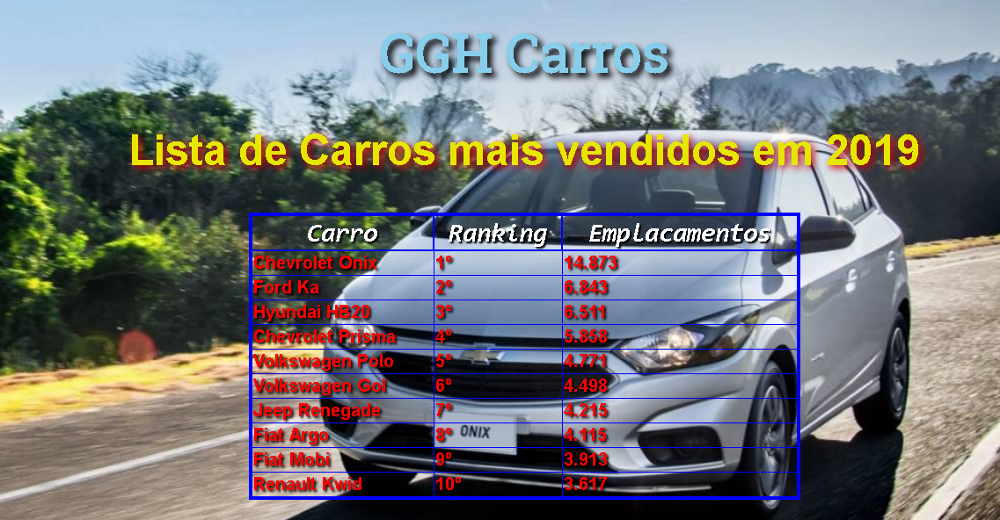 GGH Carros
Lista de Carros mais vendidos em 2019
Carro Ranking Emplacamentos
Chevrolet Onix 1º 14.873
Ford Ka 2º 6.843
Hyundai HB20 3º 6.511
Chevrolet Prisma 4º 5.858
Volkswagen Polo 5º 4.771
Volkswagen Gol 6º 4.498
Jeep Renegade 7º 4.215
Fiat Argo 8º 4.115
ONIX
Fiat Mobi 9º 3.913
Renault Kwid 10º 3.617